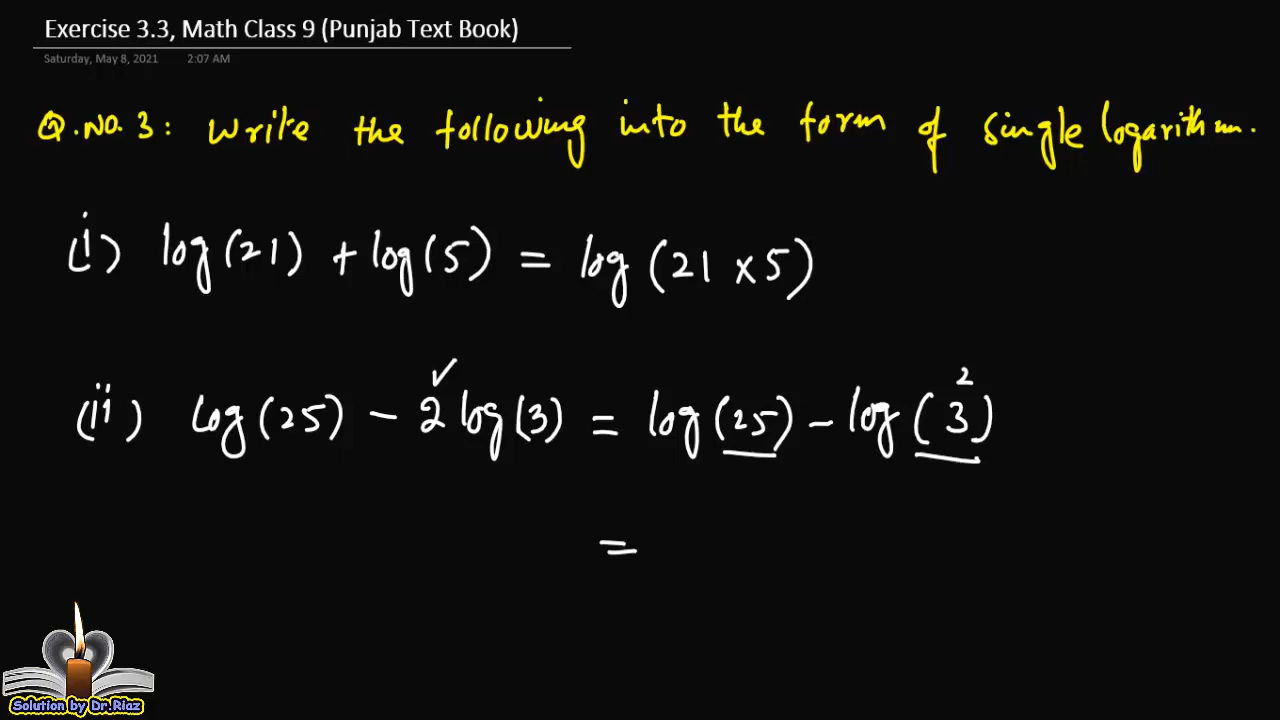 Exercise 3.3, Math Class 9 (Punjab Text Book)
Saturday, May 8, 2021 2:07 AM
Q.NO. 3: Write the following into the form of single logarithm.
(i) log(21) + log(5) = log(21 × 5)
(ii) log(25) - 2 log(3) = log(25) - log(3²)
=
Solution by Dr.Riaz